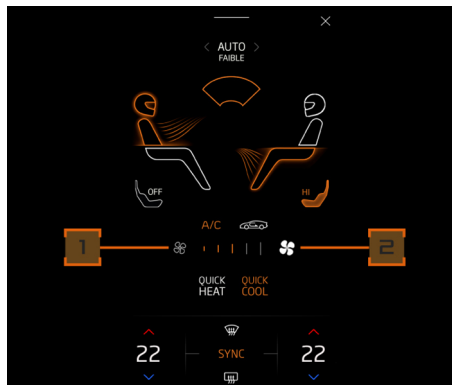 AUTO
FAIBLE
OFF
HI
A/C
1
2
QUICK
HEAT
QUICK
COOL
22
SYNC
22